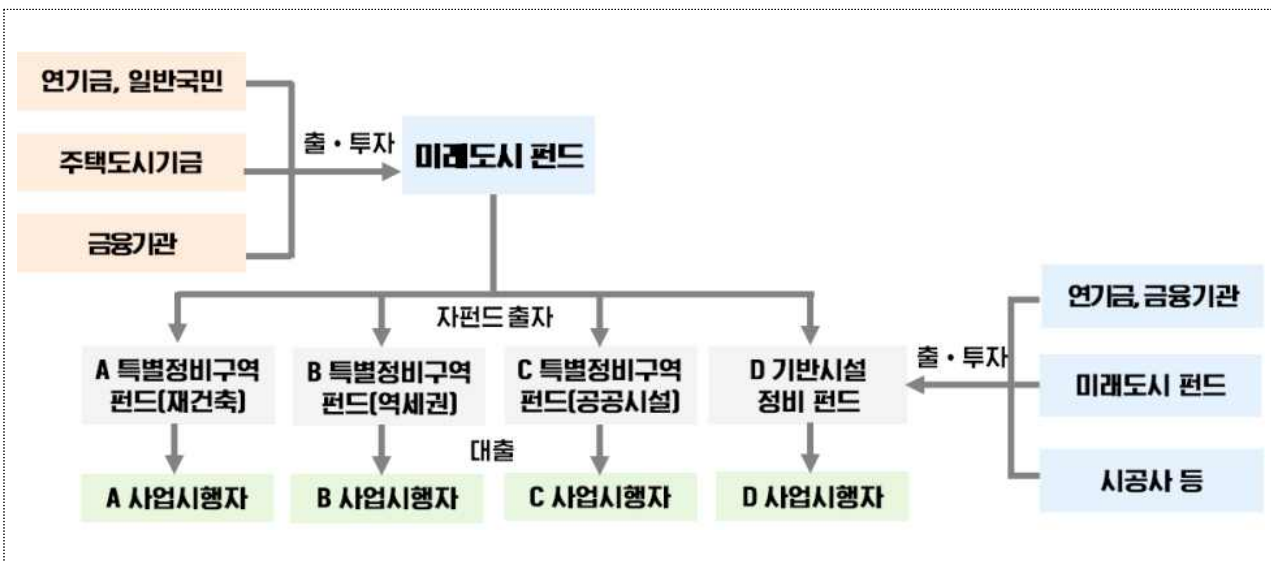 연기금, 일반국민
주택도시기금
금융기관
출•투자
미래도시 펀드
자펀드 출자
A 특별정비구역
펀드(재건축)
B 특별정비구역
펀드(역세권)
C 특별정비구역
펀드(공공시설)
D 기반시설
정비 펀드
출•투자
연기금, 금융기관
미래도시 펀드
시공사 등
대출
A 사업시행자
B 사업시행자
C 사업시행자
D 사업시행자